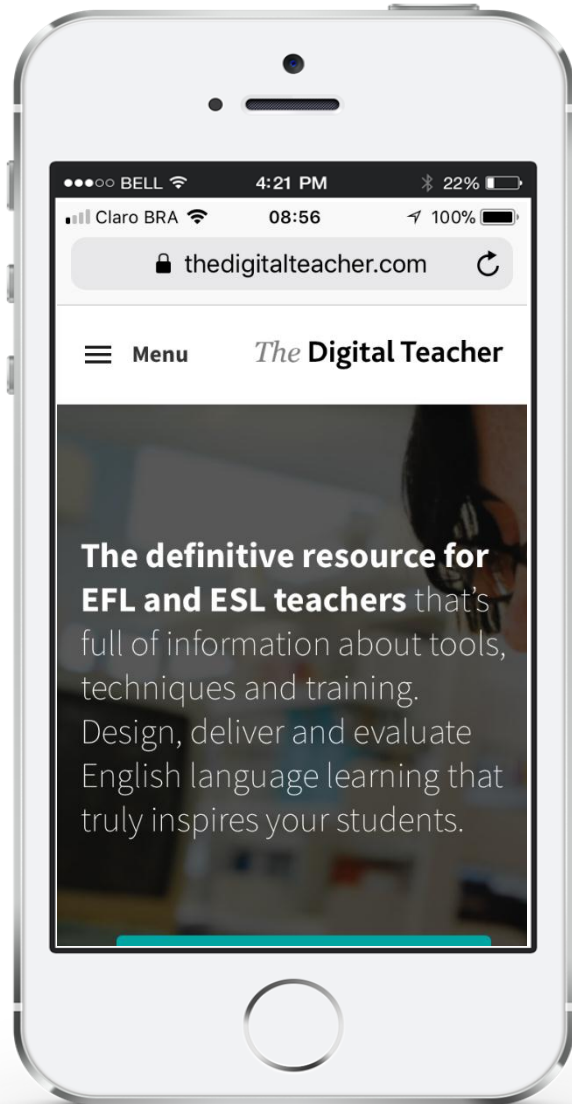 BELL 4:21 PM 22%
Claro BRA 08:56 100%
thedigitalteacher.com
Menu The Digital Teacher
The definitive resource for
EFL and ESL teachers that's
full of information about tools,
techniques and training.
Design, deliver and evaluate
English language learning that
truly inspires your students.